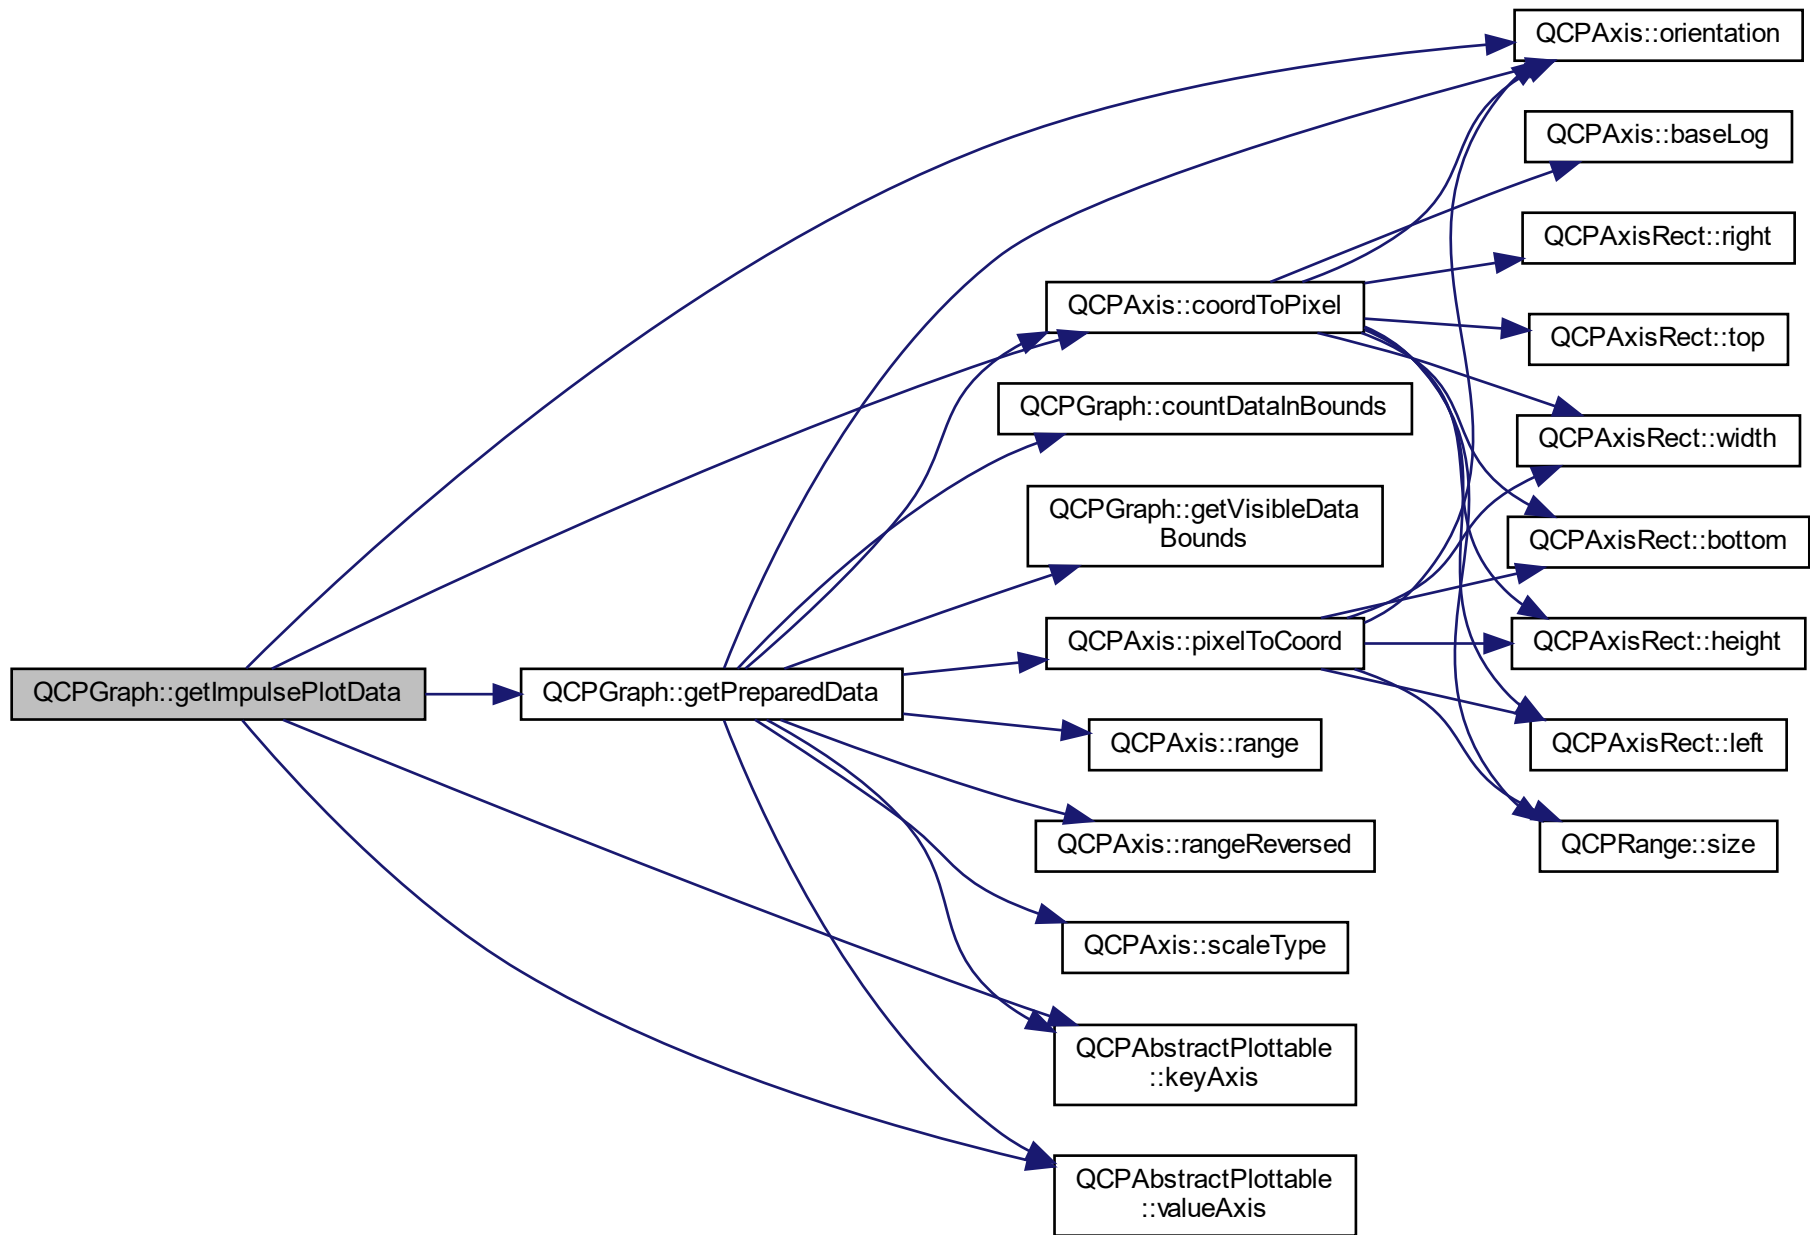 QCPGraph::getImpulsePlotData
QCPGraph::getPreparedData
QCPAxis::coordToPixel
QCPGraph::countDataInBounds
QCPGraph::getVisibleData
Bounds
QCPAxis::pixelToCoord
QCPAxis::range
QCPAxis::rangeReversed
QCPAxis::scaleType
QCPAbstractPlottable
::keyAxis
QCPAbstractPlottable
::valueAxis
QCPAxis::orientation
QCPAxis::baseLog
QCPAxisRect::right
QCPAxisRect::top
QCPAxisRect::width
QCPAxisRect::bottom
QCPAxisRect::height
QCPAxisRect::left
QCPRange::size